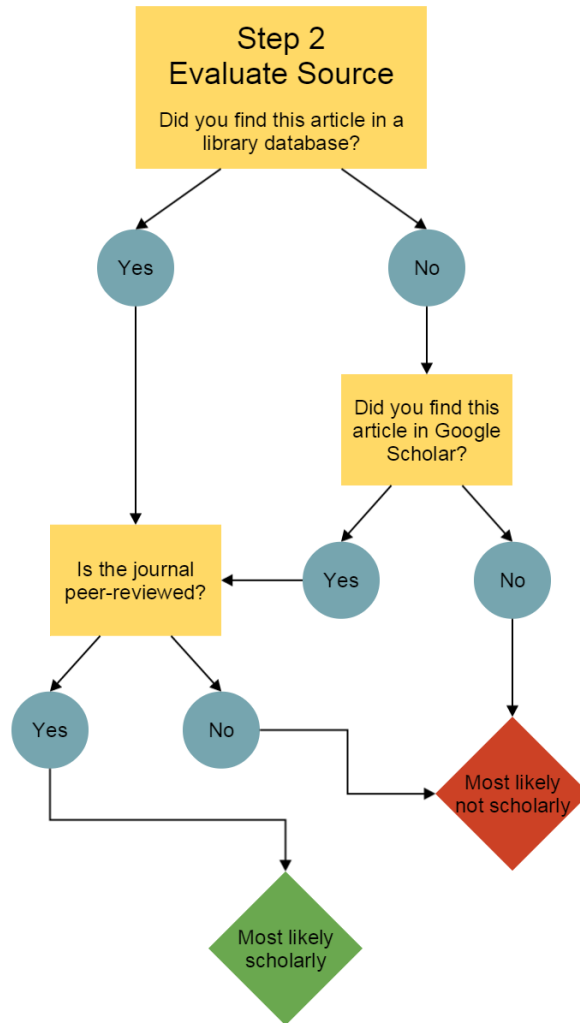 Step 2
Evaluate Source
Did you find this article in a
library database?
Yes
No
Did you find this
article in Google
Scholar?
Is the journal
peer-reviewed?
Yes
No
Yes
No
Most likely
not scholarly
Most likely
scholarly